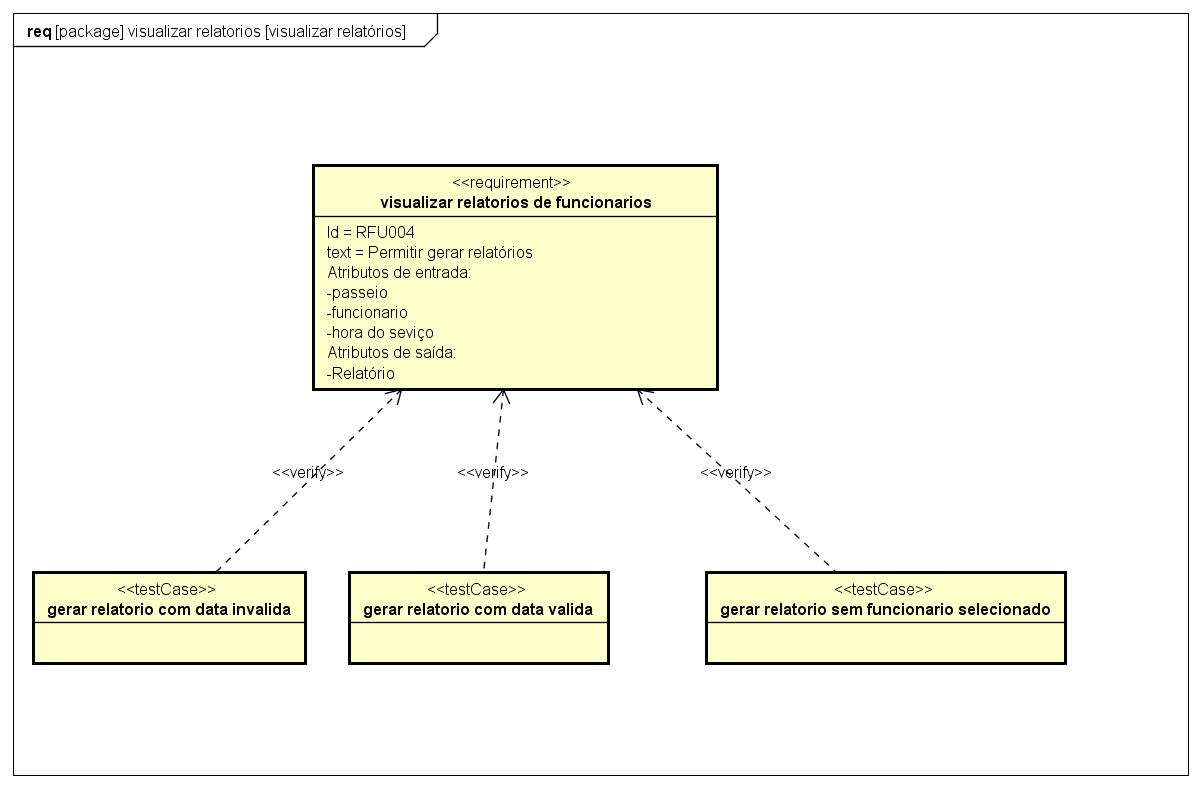 req [package] visualizar relatorios [visualizar relatórios]
<<requirement>>
visualizar relatorios de funcionarios
Id = RFU004
text = Permitir gerar relatórios
Atributos de entrada:
-passeio
-funcionario
-hora do seviço
Atributos de saída:
-Relatório
<<verify>>
<<verify>>
<<verify>>
<<testCase>>
gerar relatorio com data invalida
<<testCase>>
gerar relatorio com data valida
<<testCase>>
gerar relatorio sem funcionario selecionado